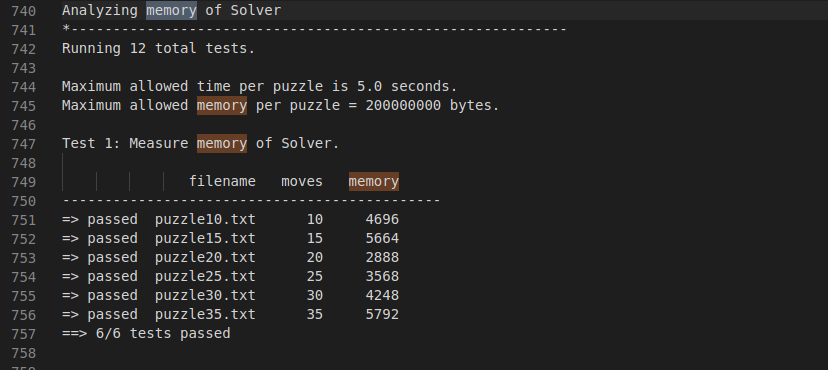 740 Analyzing memory of Solver
741 *-----------------------------------------------------------
742 Running 12 total tests.
743
744 Maximum allowed time per puzzle is 5.0 seconds.
745 Maximum allowed memory per puzzle = 200000000 bytes.
746
747 Test 1: Measure memory of Solver.
748
749                filename   moves   memory
750 ---------------------------------------------
751 => passed  puzzle10.txt      10     4696
752 => passed  puzzle15.txt      15     5664
753 => passed  puzzle20.txt      20     2888
754 => passed  puzzle25.txt      25     3568
755 => passed  puzzle30.txt      30     4248
756 => passed  puzzle35.txt      35     5792
757 ==> 6/6 tests passed
758